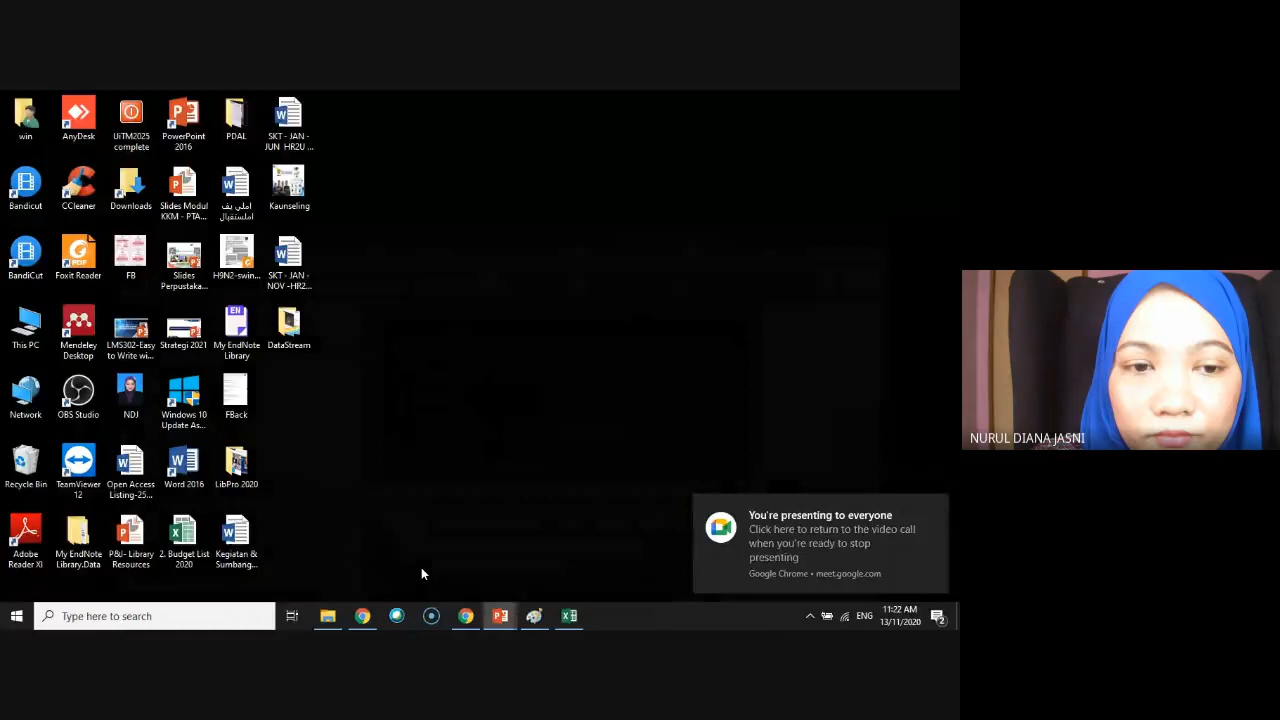 win
AnyDesk
UiTM2025
complete
PowerPoint
2016
PDAL
SKT - JAN -
JUN HR2U ...
Bandicut
CCleaner
Downloads
Slides Modul
KKM - PTA...
املي يف
املستقبال
Kaunseling
BandiCut
Foxit Reader
FB
Slides
Perpustaka...
H9N2-swin...
SKT - JAN -
NOV -HR2...
This PC
Mendeley
Desktop
LMS302-Easy
to Write wi...
Strategi 2021
EN
My EndNote
Library
DataStream
Network
OBS Studio
NDJ
Windows 10
Update As...
FBack
Recycle Bin
TeamViewer
12
Open Access
Listing-25...
Word 2016
LibPro 2020
Adobe
Reader XI
My EndNote
Library.Data
P&I- Library
Resources
2. Budget List
2020
Kegiatan &
Sumbang...
You're presenting to everyone
Click here to return to the video call
when you're ready to stop
presenting
Google Chrome • meet.google.com
NURUL DIANA JASNI
Type here to search
ENG
11:22 AM
13/11/2020
2